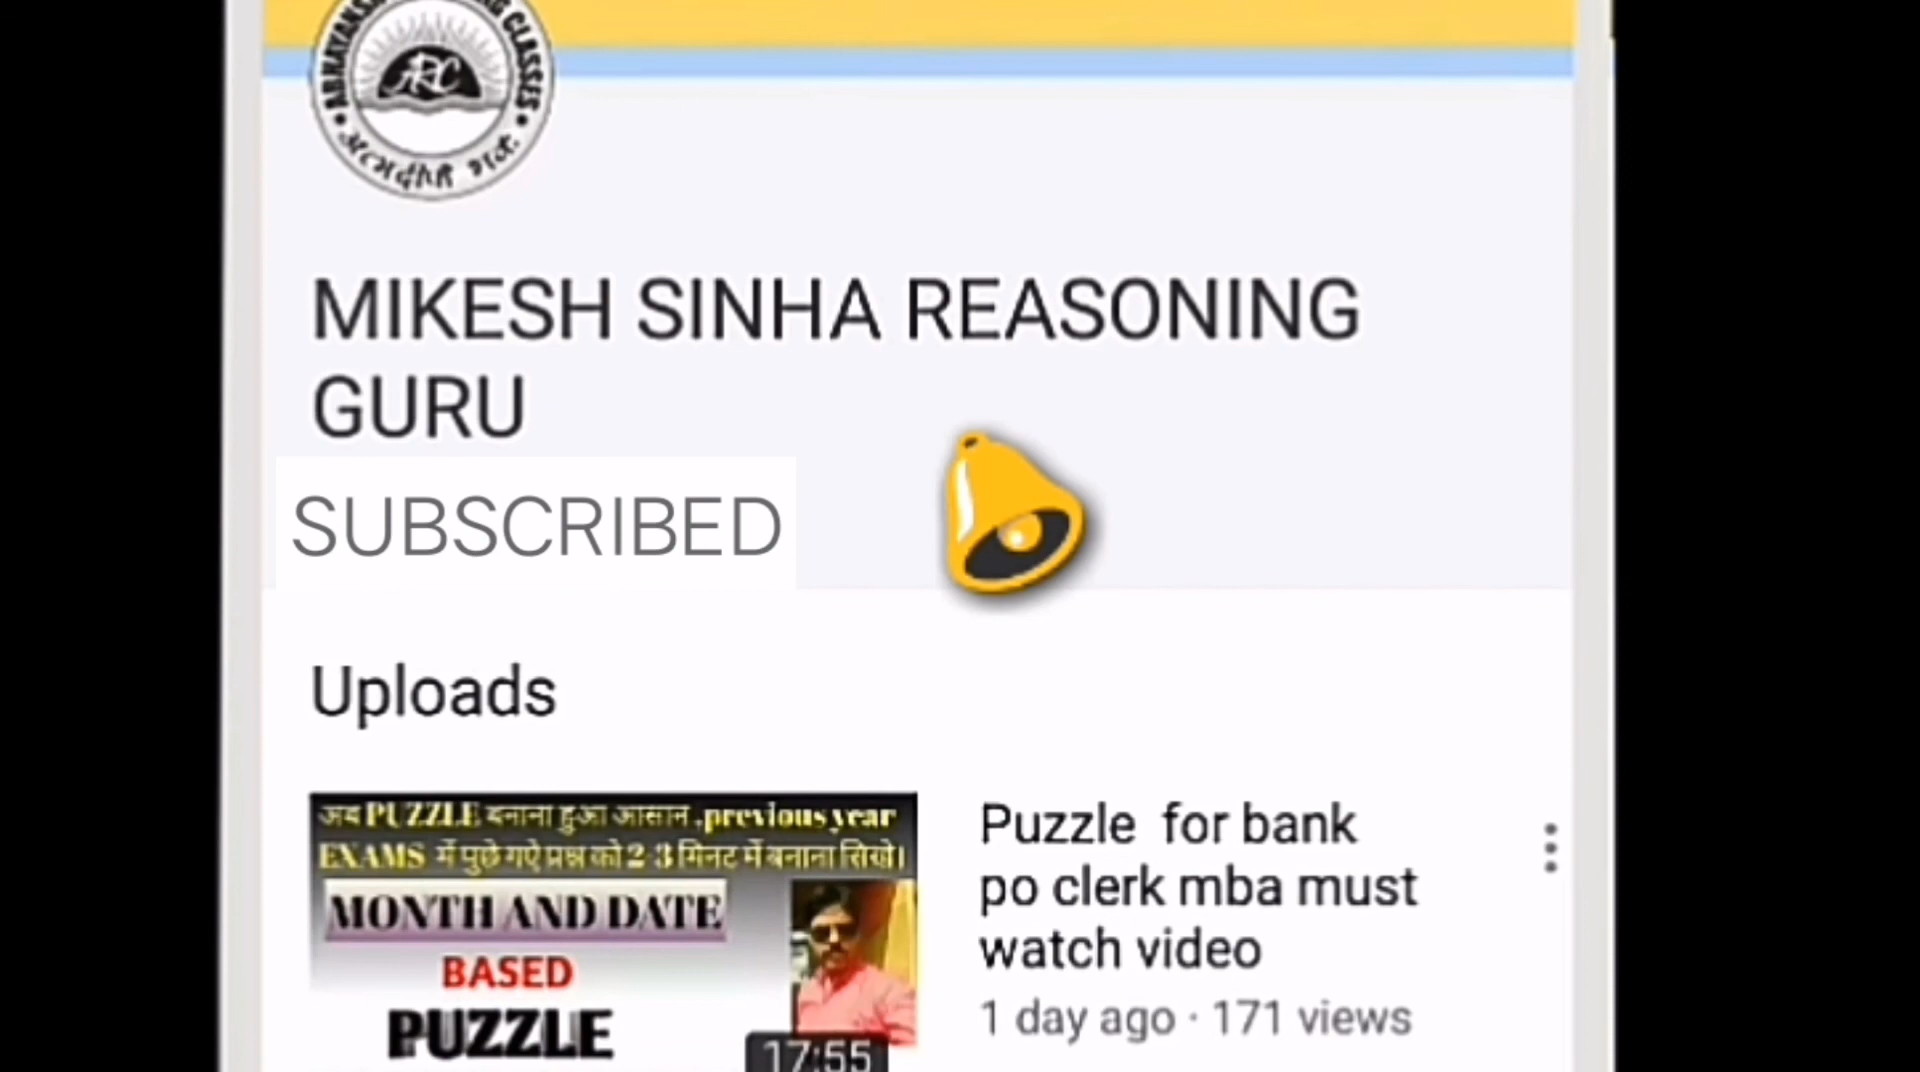 CLASSES
ARC
MIKESH SINHA REASONING
GURU
SUBSCRIBED
Uploads
अब PUZZLE बनाना हुआ आसान ,previous year
EXAMS में पुछे गऐ प्रश्न को 2-3 मिनट में बनाना सिखे।
MONTH AND DATE
BASED
PUZZLE
17:55
Puzzle for bank
po clerk mba must
watch video
1 day ago · 171 views